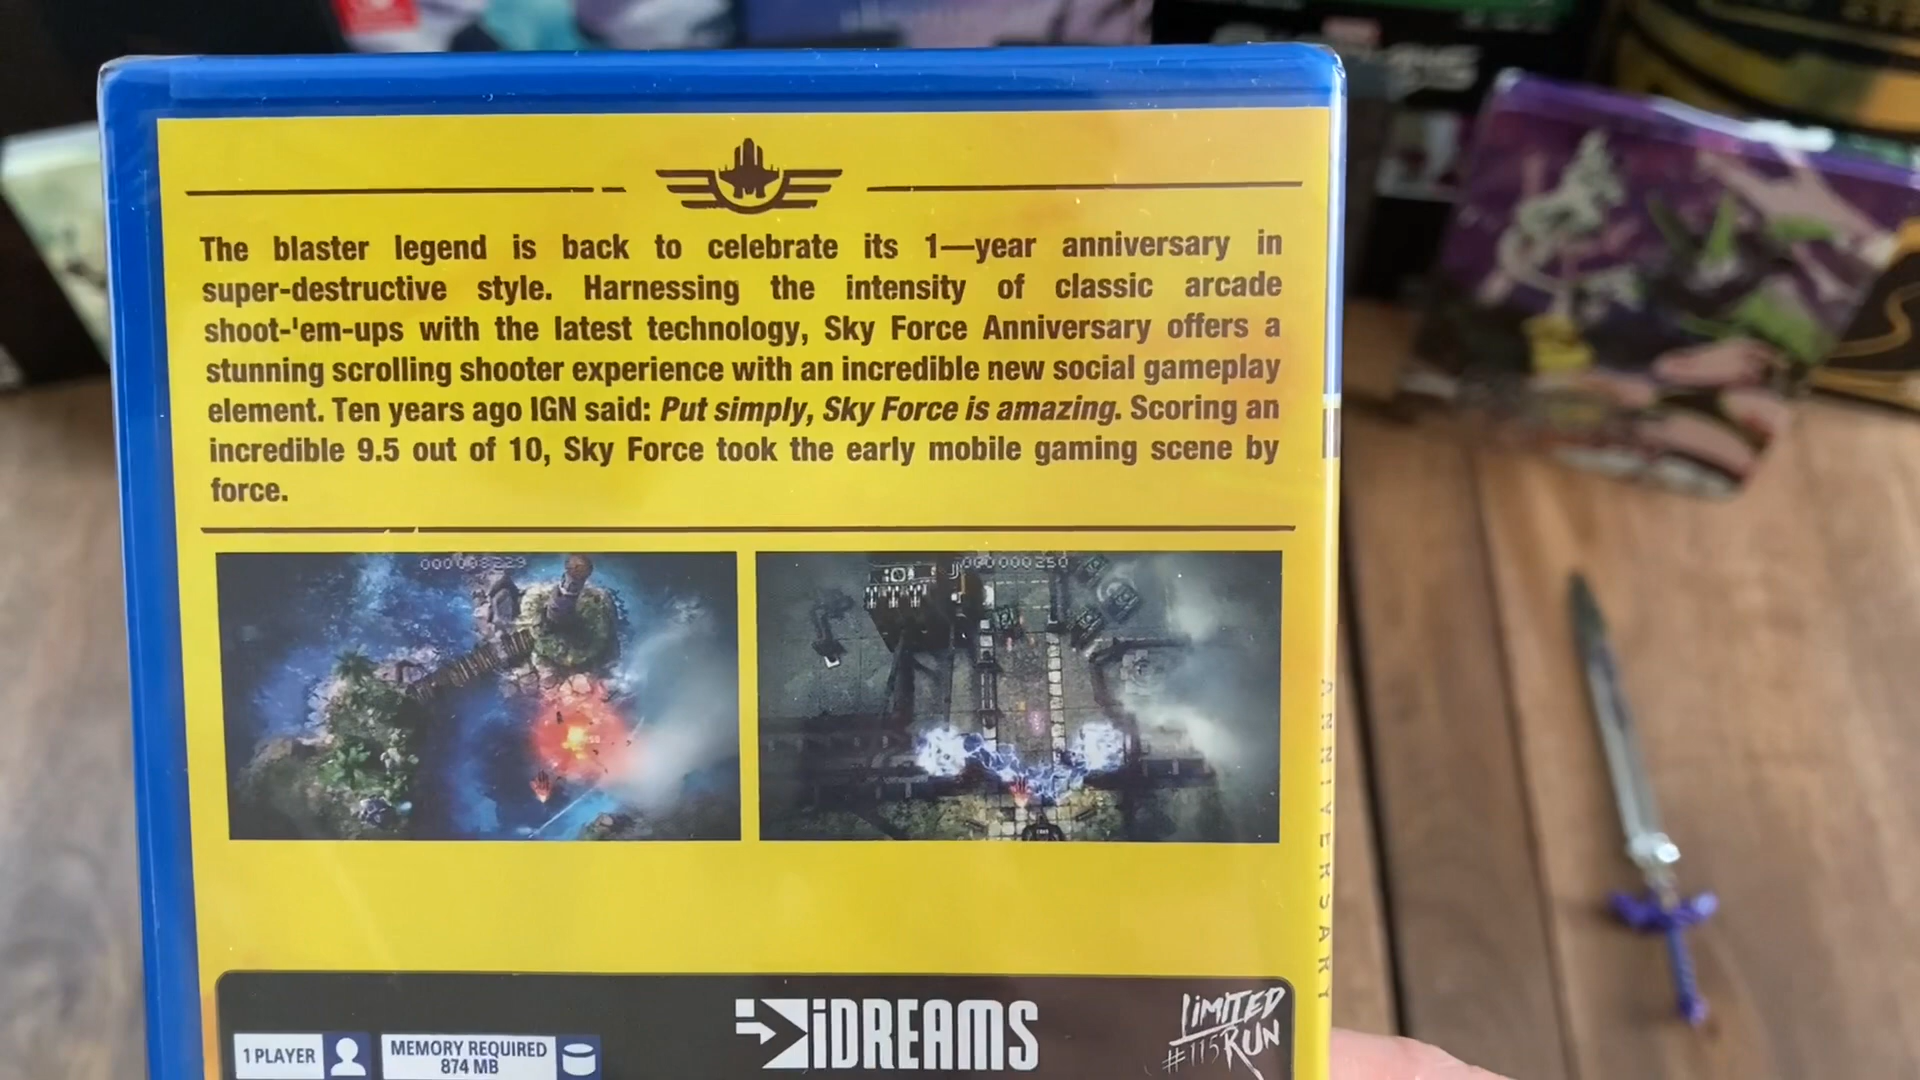 The blaster legend is back to celebrate its 1—year anniversary in
super-destructive style. Harnessing the intensity of classic arcade
shoot-'em-ups with the latest technology, Sky Force Anniversary offers a
stunning scrolling shooter experience with an incredible new social gameplay
element. Ten years ago IGN said: Put simply, Sky Force is amazing. Scoring an
incredible 9.5 out of 10, Sky Force took the early mobile gaming scene by
force.
000008229
000000250
ANNIVERSARY
1 PLAYER
MEMORY REQUIRED
874 MB
iDREAMS
LIMITED
RUN
#115